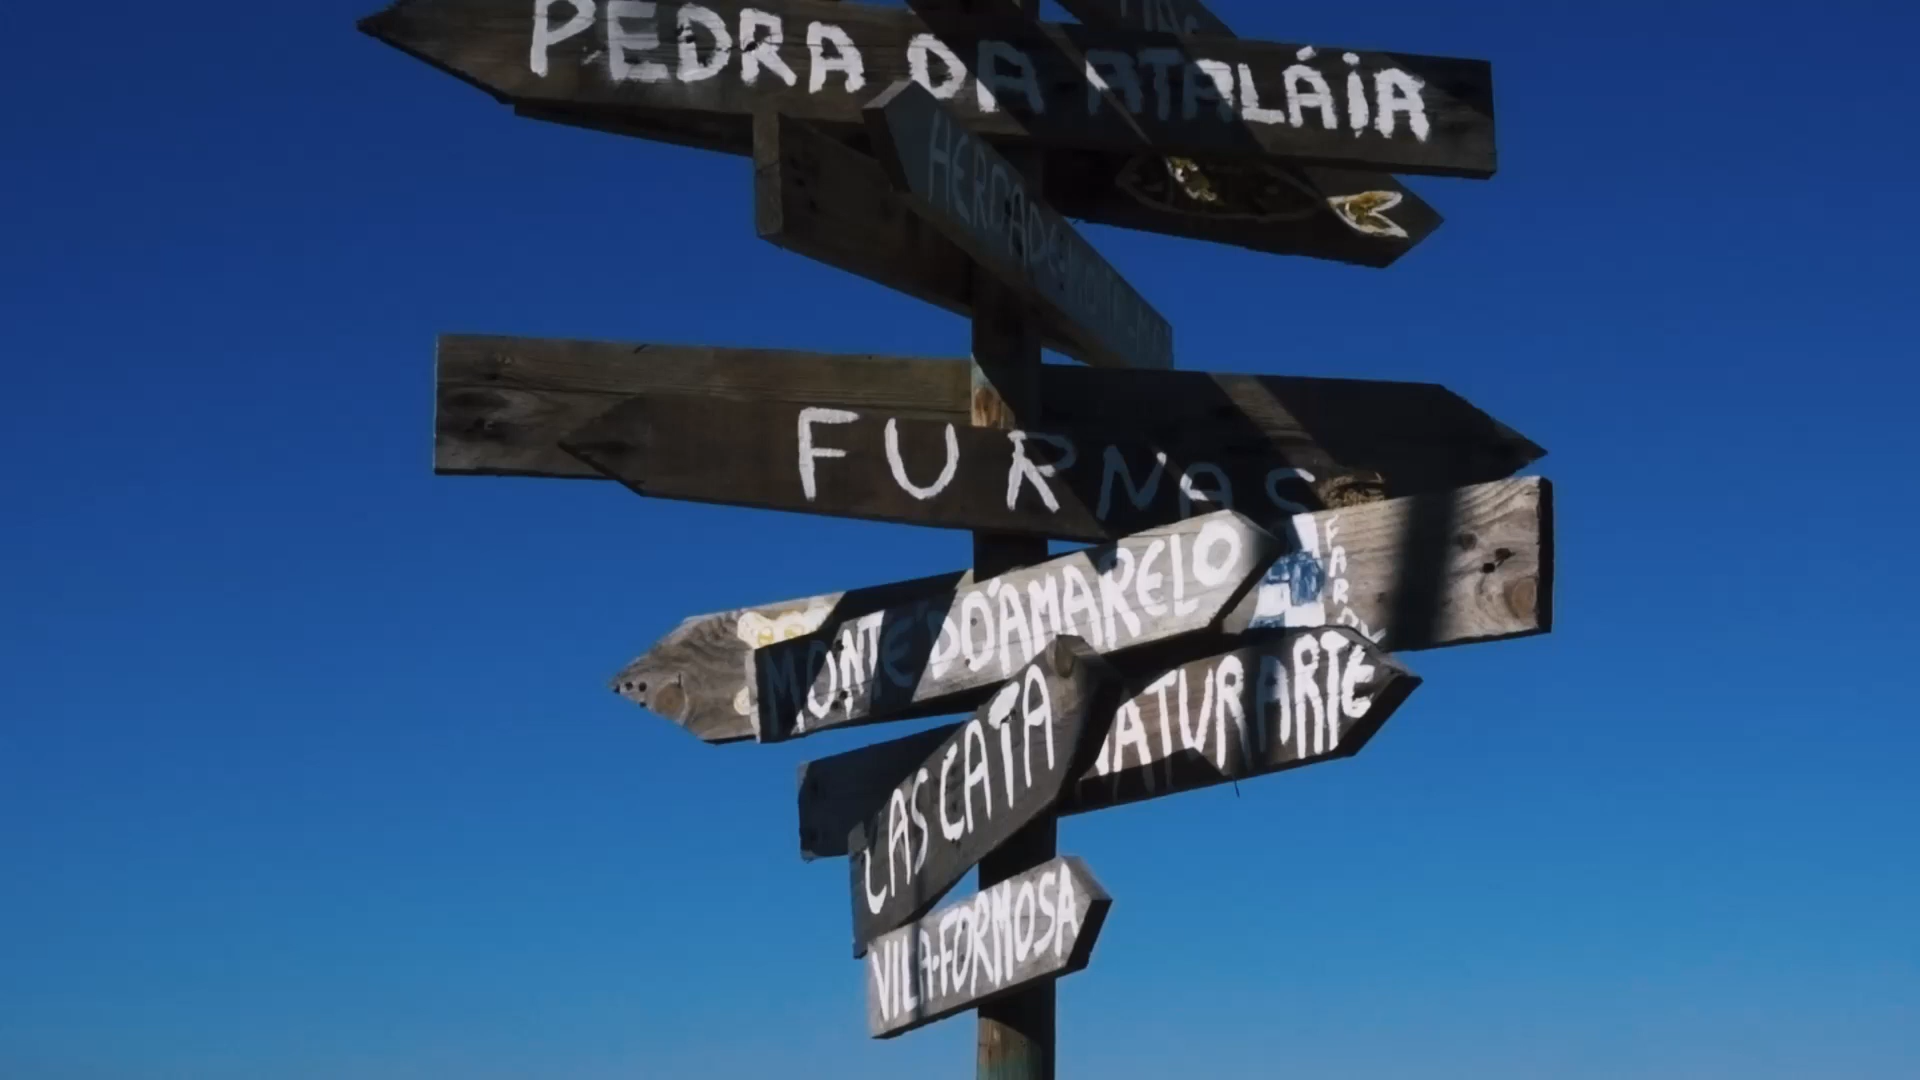 PEDRA DA ATALÁIA
FURNAS
MONTE DO AMARELO
NATURARTE
CASCATA
VILA-FORMOSA